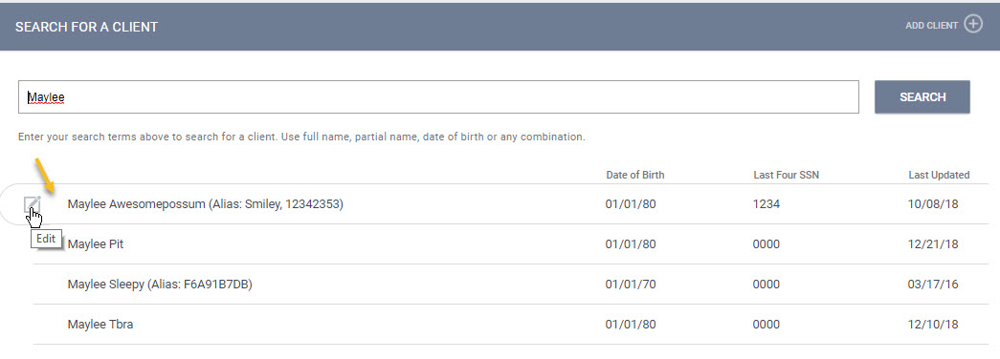 SEARCH FOR A CLIENT ADD CLIENT
Maylee SEARCH
Enter your search terms above to search for a client. Use full name, partial name, date of birth or any combination.
Date of Birth Last Four SSN Last Updated
Maylee Awesomepossum (Alias: Smiley, 12342353) 01/01/80 1234 10/08/18
Edit
Maylee Pit 01/01/80 0000 12/21/18
Maylee Sleepy (Alias: F6A91B7DB) 01/01/70 0000 03/17/16
Maylee Tbra 01/01/80 0000 12/10/18